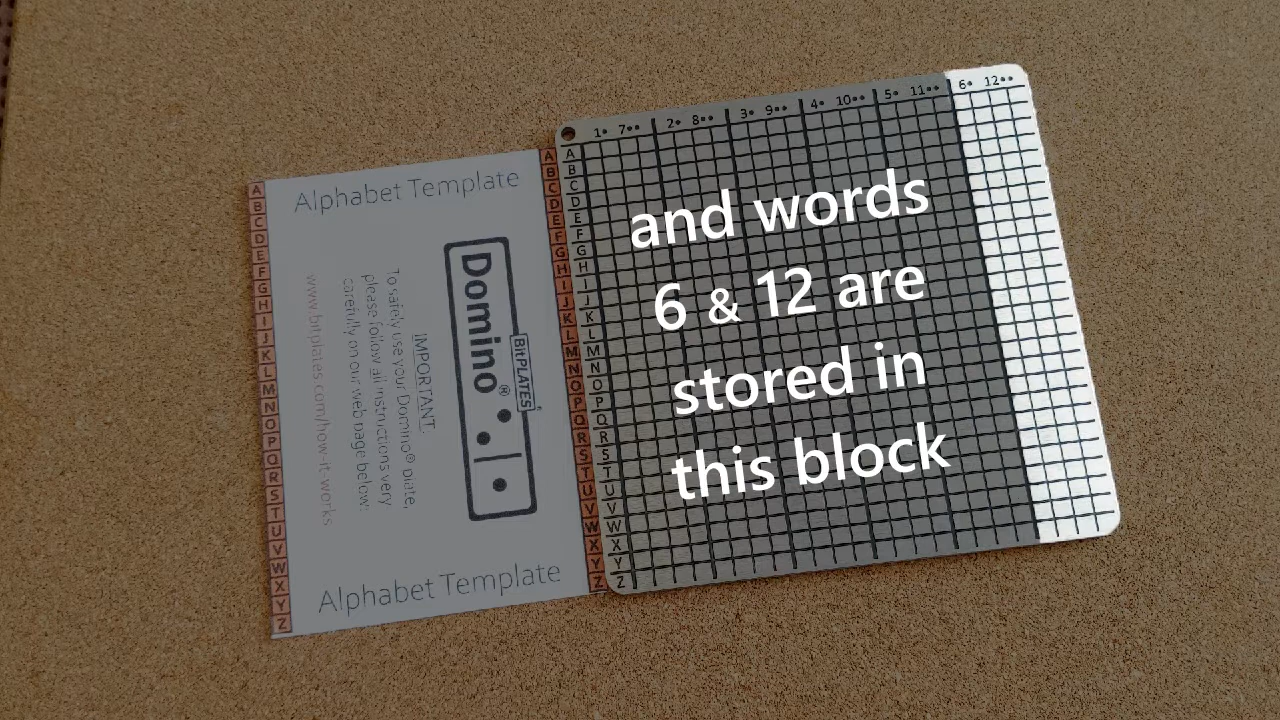 Alphabet Template
BitPLATES
Domino®
IMPORTANT
To safely use your Domino® plate,
please follow all instructions very
carefully on our web page below:
www.bitplates.com/how-it-works
Alphabet Template
A
B
C
D
E
F
G
H
I
J
K
L
M
N
O
P
Q
R
S
T
U
V
W
X
Y
Z
A
B
C
D
E
F
G
H
I
J
K
L
M
N
O
P
Q
R
S
T
U
V
W
X
Y
Z
1• 7•• 2• 8•• 3• 9•• 4• 10•• 5• 11•• 6• 12••
A
B
C
D
E
F
G
H
I
J
K
L
M
N
O
P
Q
R
S
T
U
V
W
X
Y
Z
and words
6 & 12 are
stored in
this block